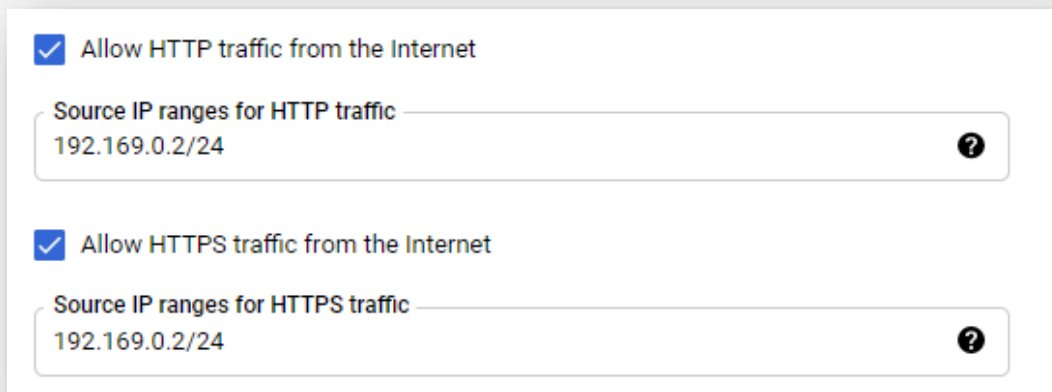 Allow HTTP traffic from the Internet
Source IP ranges for HTTP traffic
192.169.0.2/24
?
Allow HTTPS traffic from the Internet
Source IP ranges for HTTPS traffic
192.169.0.2/24
?